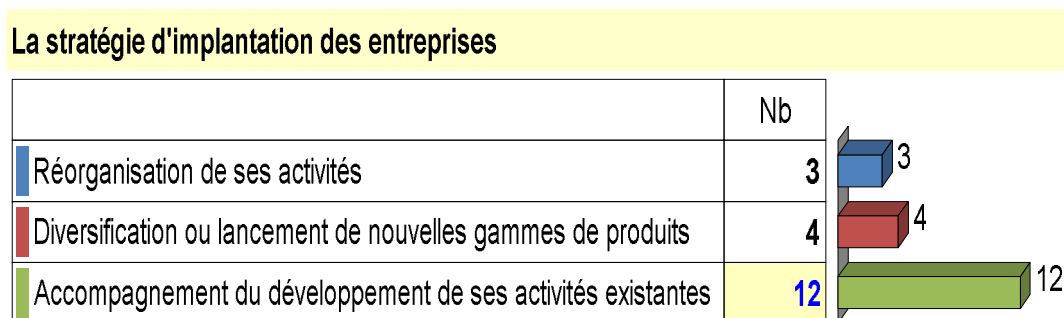 La stratégie d'implantation des entreprises
Nb
Réorganisation de ses activités 3 3
Diversification ou lancement de nouvelles gammes de produits 4 4
Accompagnement du développement de ses activités existantes 12 12